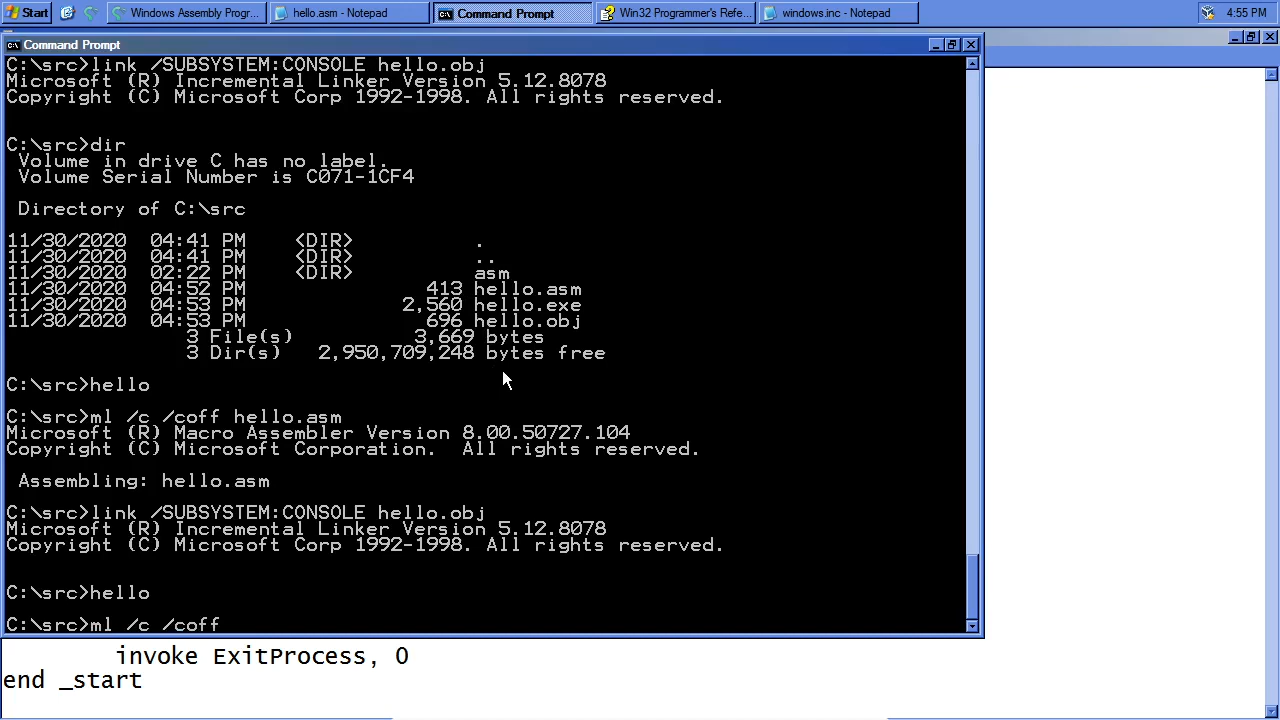 Start Windows Assembly Progr... hello.asm - Notepad Command Prompt Win32 Programmer's Refe... windows.inc - Notepad 4:55 PM
Command Prompt
C:\src>link /SUBSYSTEM:CONSOLE hello.obj
Microsoft (R) Incremental Linker Version 5.12.8078
Copyright (C) Microsoft Corp 1992-1998. All rights reserved.
C:\src>dir
Volume in drive C has no label.
Volume Serial Number is C071-1CF4
Directory of C:\src
11/30/2020 04:41 PM <DIR> .
11/30/2020 04:41 PM <DIR> ..
11/30/2020 02:22 PM <DIR> asm
11/30/2020 04:52 PM 413 hello.asm
11/30/2020 04:53 PM 2,560 hello.exe
11/30/2020 04:53 PM 696 hello.obj
3 File(s) 3,669 bytes
3 Dir(s) 2,950,709,248 bytes free
C:\src>hello
C:\src>ml /c /coff hello.asm
Microsoft (R) Macro Assembler Version 8.00.50727.104
Copyright (C) Microsoft Corporation. All rights reserved.
Assembling: hello.asm
C:\src>link /SUBSYSTEM:CONSOLE hello.obj
Microsoft (R) Incremental Linker Version 5.12.8078
Copyright (C) Microsoft Corp 1992-1998. All rights reserved.
C:\src>hello
C:\src>ml /c /coff
invoke ExitProcess, 0
end _start